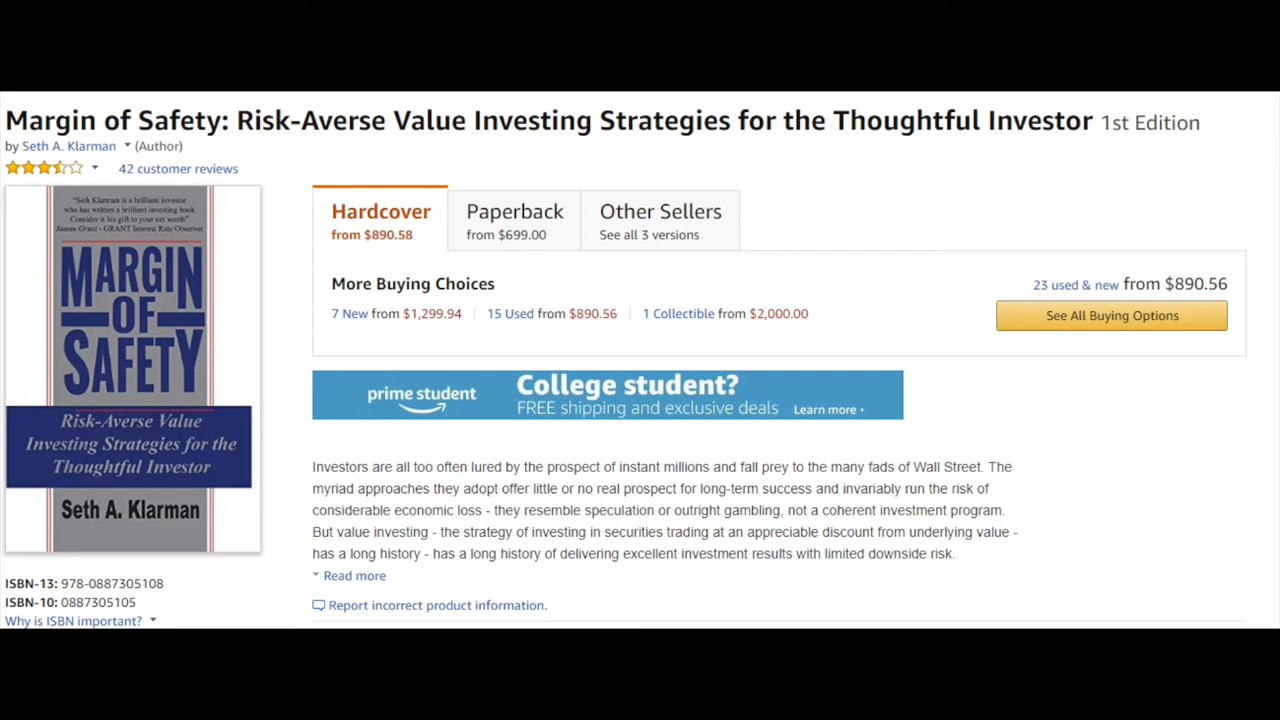 Margin of Safety: Risk-Averse Value Investing Strategies for the Thoughtful Investor 1st Edition
by Seth A. Klarman (Author)
42 customer reviews
"Seth Klarman is a brilliant investor
who has written a brilliant investing book
Consider it his gift to your net worth"
James Grant - GRANT Interest Rate Observer
MARGIN
OF
SAFETY
Risk-Averse Value
Investing Strategies for the
Thoughtful Investor
Seth A. Klarman
ISBN-13: 978-0887305108
ISBN-10: 0887305105
Why is ISBN important?
Hardcover
from $890.58
Paperback
from $699.00
Other Sellers
See all 3 versions
More Buying Choices
7 New from $1,299.94
15 Used from $890.56
1 Collectible from $2,000.00
23 used & new from $890.56
See All Buying Options
prime student
College student?
FREE shipping and exclusive deals Learn more ›
Investors are all too often lured by the prospect of instant millions and fall prey to the many fads of Wall Street. The
myriad approaches they adopt offer little or no real prospect for long-term success and invariably run the risk of
considerable economic loss - they resemble speculation or outright gambling, not a coherent investment program.
But value investing - the strategy of investing in securities trading at an appreciable discount from underlying value -
has a long history - has a long history of delivering excellent investment results with limited downside risk.
Read more
Report incorrect product information.